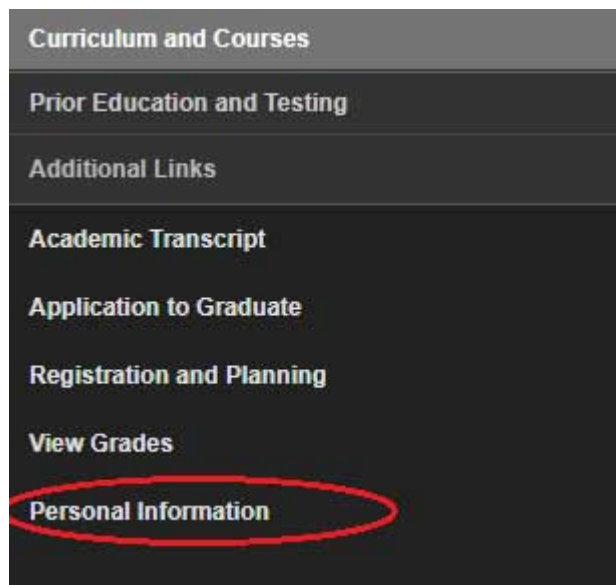 Curriculum and Courses
Prior Education and Testing
Additional Links
Academic Transcript
Application to Graduate
Registration and Planning
View Grades
Personal Information